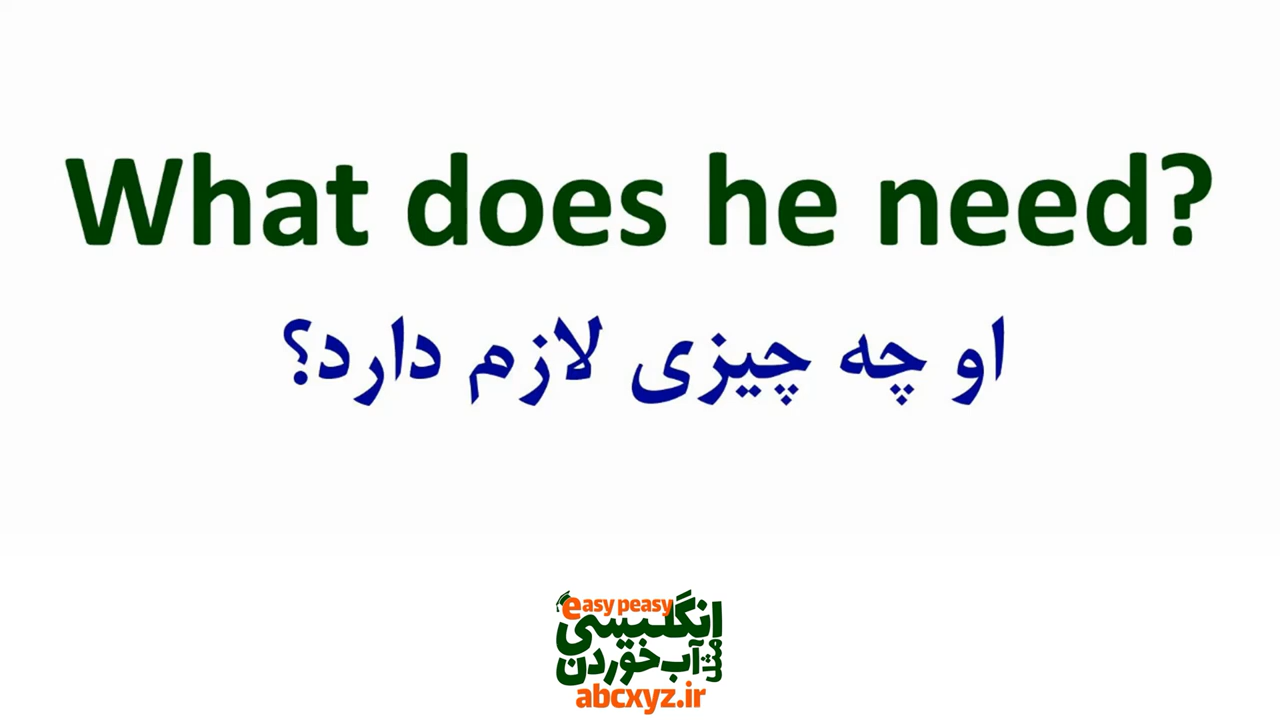 What does he need?
او چه چیزی لازم دارد؟
easy peasy
انگلیسی
مثل آب خوردن
abcxyz.ir